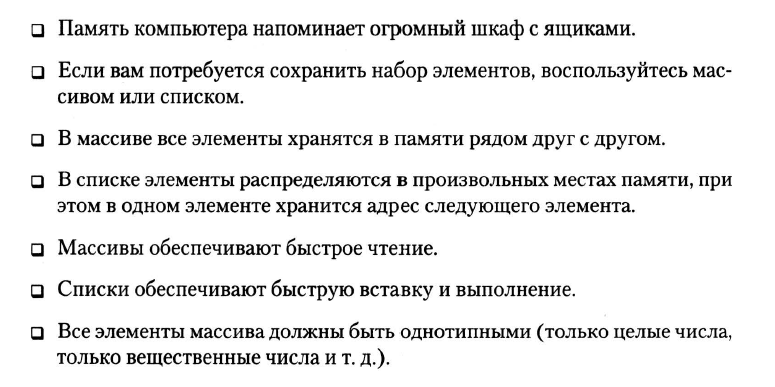 Память компьютера напоминает огромный шкаф с ящиками.
Если вам потребуется сохранить набор элементов, воспользуйтесь мас-
сивом или списком.
В массиве все элементы хранятся в памяти рядом друг с другом.
В списке элементы распределяются в произвольных местах памяти, при
этом в одном элементе хранится адрес следующего элемента.
Массивы обеспечивают быстрое чтение.
Списки обеспечивают быструю вставку и выполнение.
Все элементы массива должны быть однотипными (только целые числа,
только вещественные числа и т. д.).